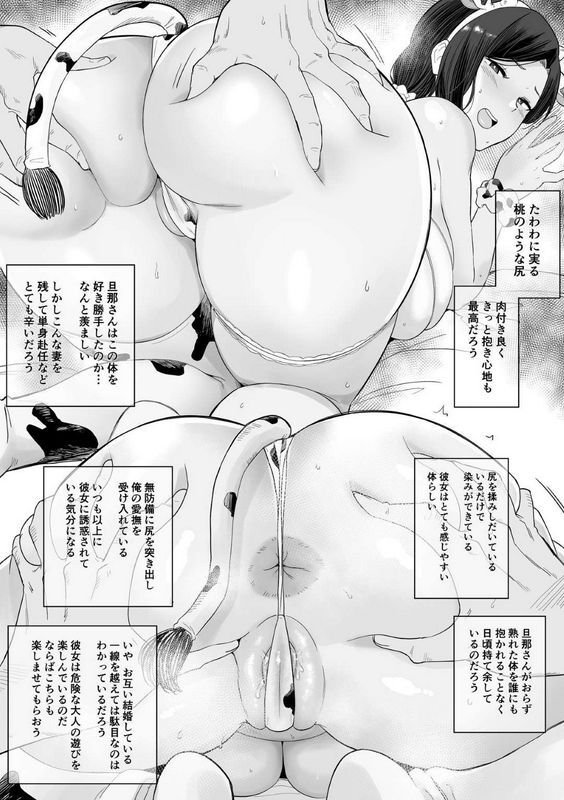 たわわに実る
桃のような尻
肉付き良く
きっと抱き心地も
最高だろう
旦那さんはこの体を
好き勝手したのか…
なんと羨ましい
しかしこんな妻を
残して単身赴任など
とても辛いだろう
尻を揉みしだいている
いるだけで
染みができている
彼女はとても感じやすい
体らしい
無防備に尻を突き出し
俺の愛撫を
受け入れている
いつも以上に
彼女に誘惑されて
いる気分になる
旦那さんがおらず
熟れた体を誰にも
抱かれることなく
日頃持て余して
いるのだろう
いや お互い結婚している
一線を越えては駄目なのは
わかっているだろう
彼女は危険な大人の遊びを
楽しんでいるのだ
ならばこちらも
楽しませてもらおう